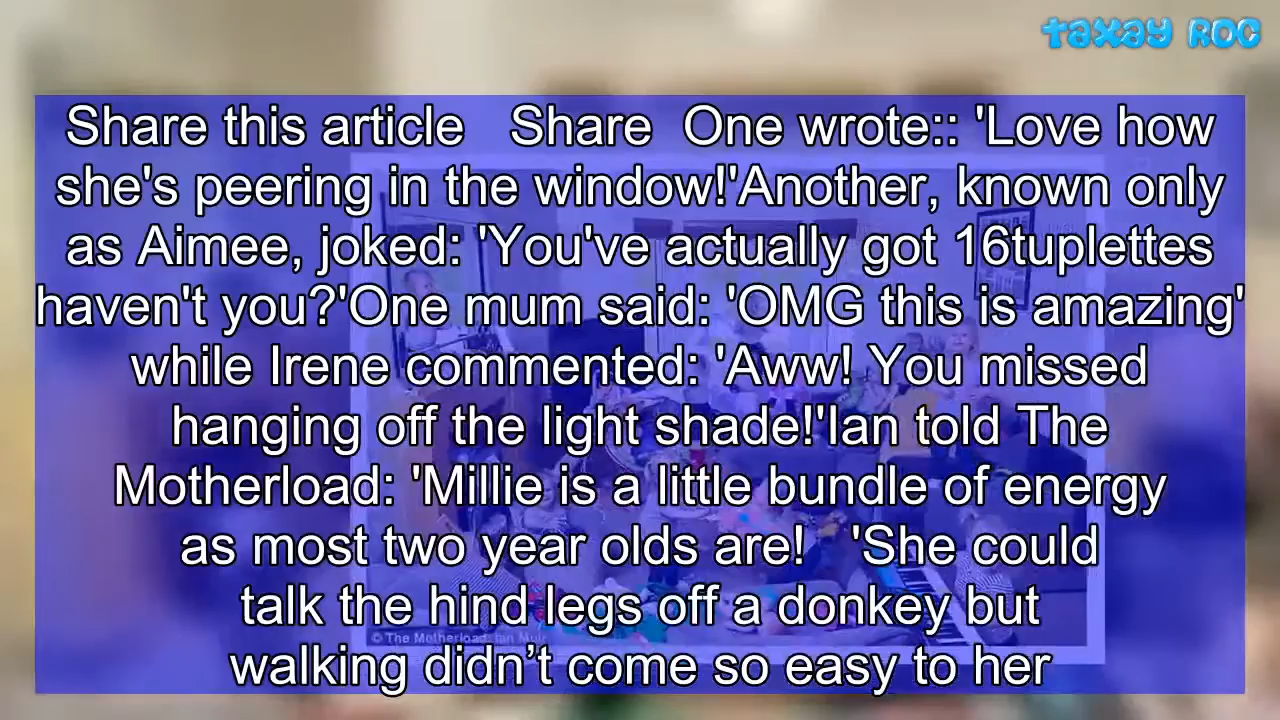 taxay ROC
Share this article Share One wrote:: 'Love how
she's peering in the window!'Another, known only
as Aimee, joked: 'You've actually got 16tuplettes
haven't you?'One mum said: 'OMG this is amazing'
while Irene commented: 'Aww! You missed
hanging off the light shade!'Ian told The
Motherload: 'Millie is a little bundle of energy
as most two year olds are! 'She could
talk the hind legs off a donkey but
© The Motherload: Ian Muir
walking didn’t come so easy to her